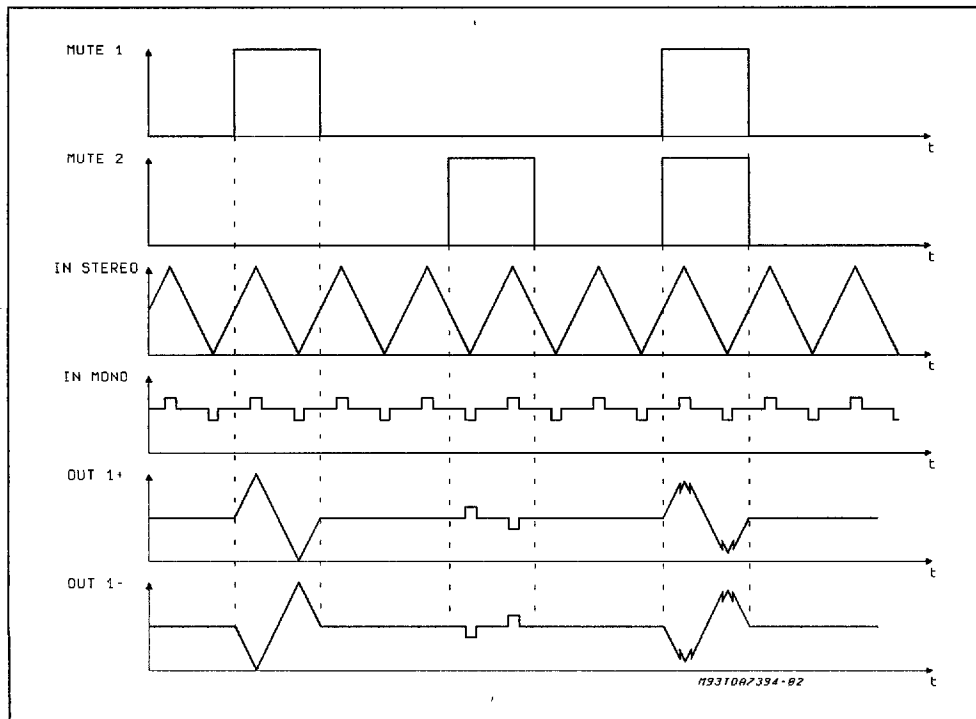 MUTE 1
t
MUTE 2
t
IN STEREO
t
IN MONO
t
OUT 1+
t
OUT 1-
t
M93TDA7394-02